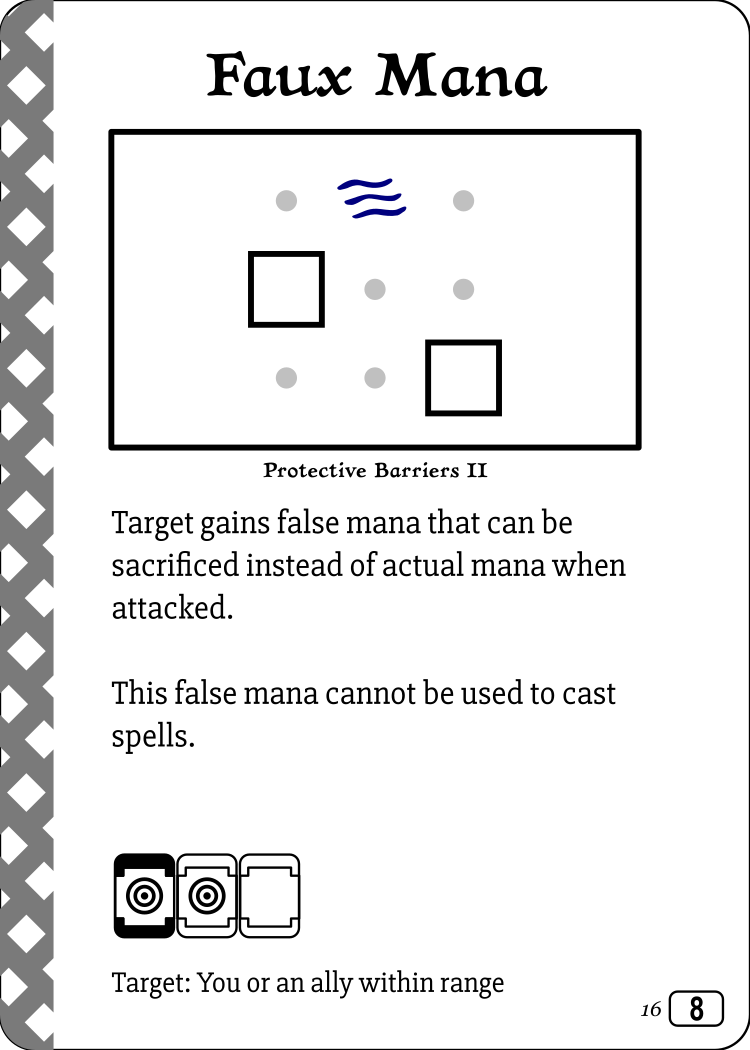 Faux Mana
Protective Barriers II
Target gains false mana that can be
sacrificed instead of actual mana when
attacked.
This false mana cannot be used to cast
spells.
Target: You or an ally within range
16 8